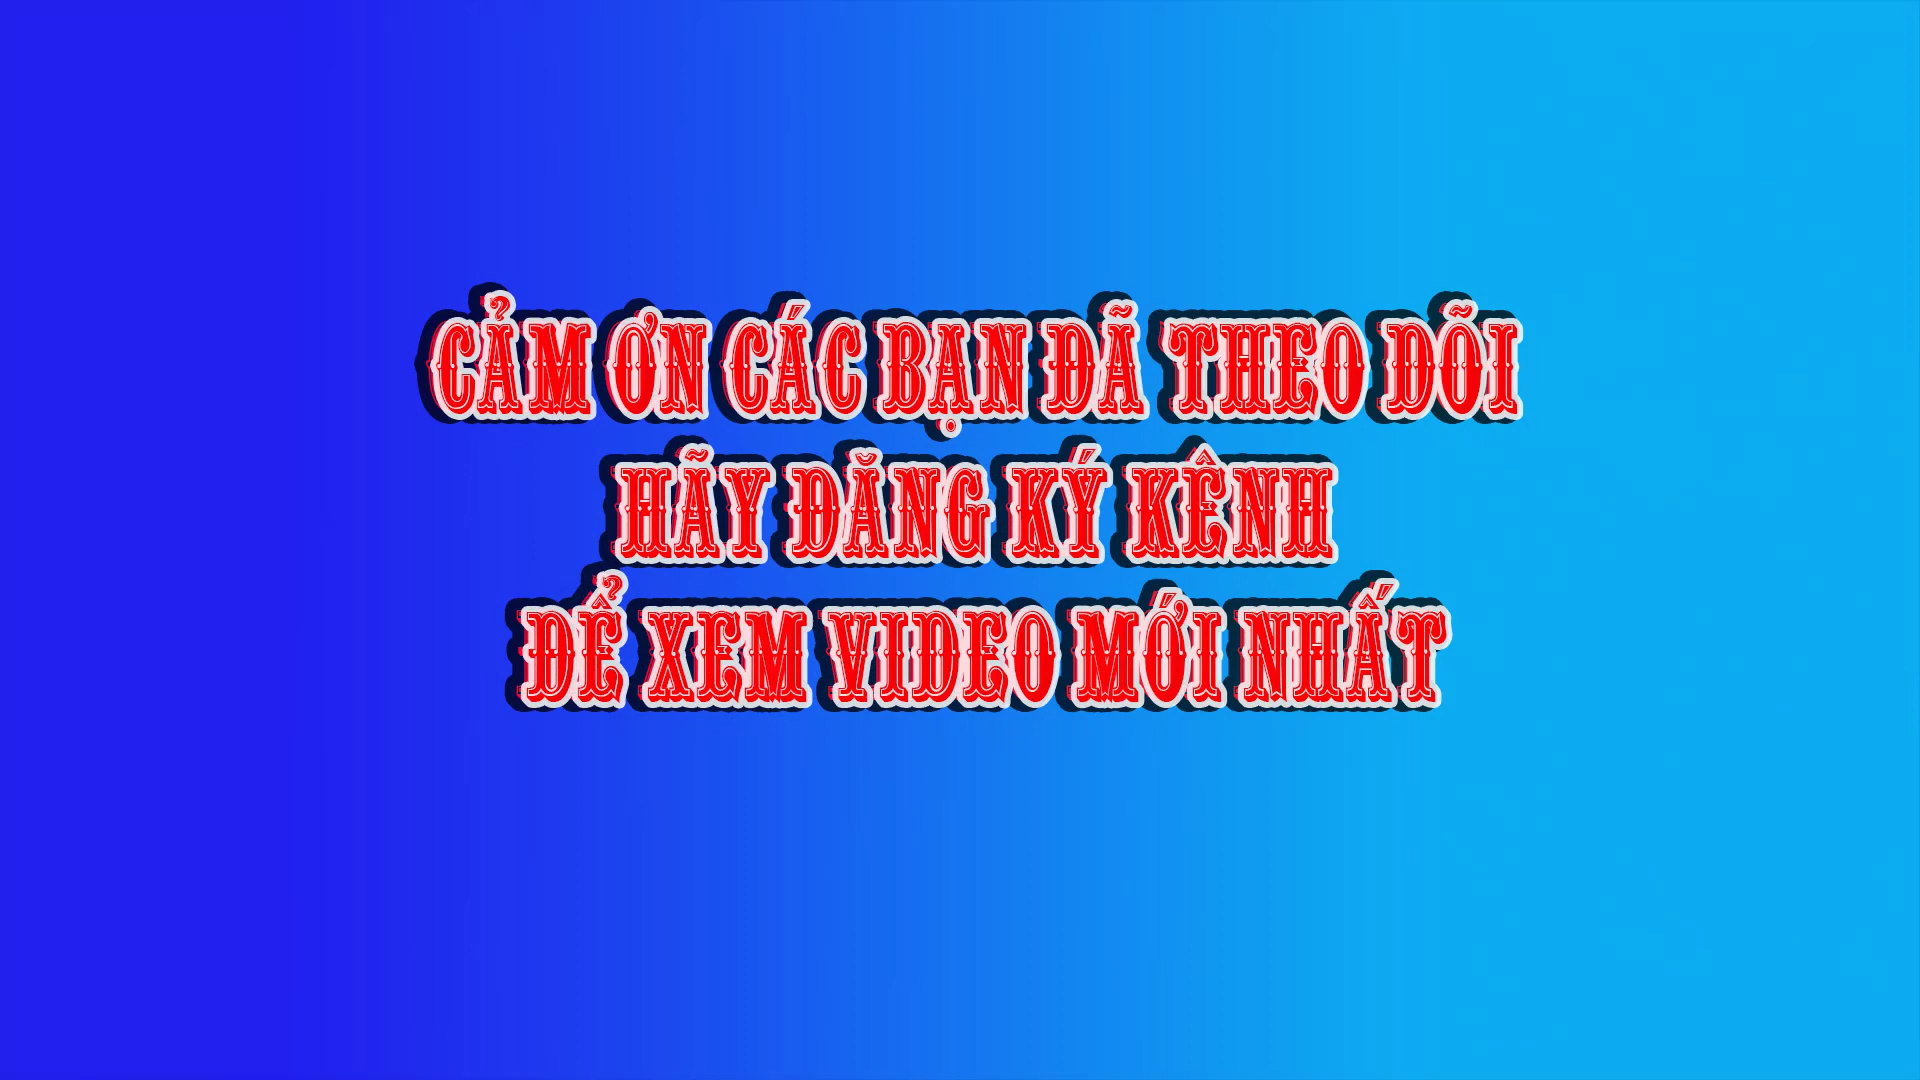 CẢM ƠN CÁC BẠN ĐÃ THEO DÕI
HÃY ĐĂNG KÝ KÊNH
ĐỂ XEM VIDEO MỚI NHẤT